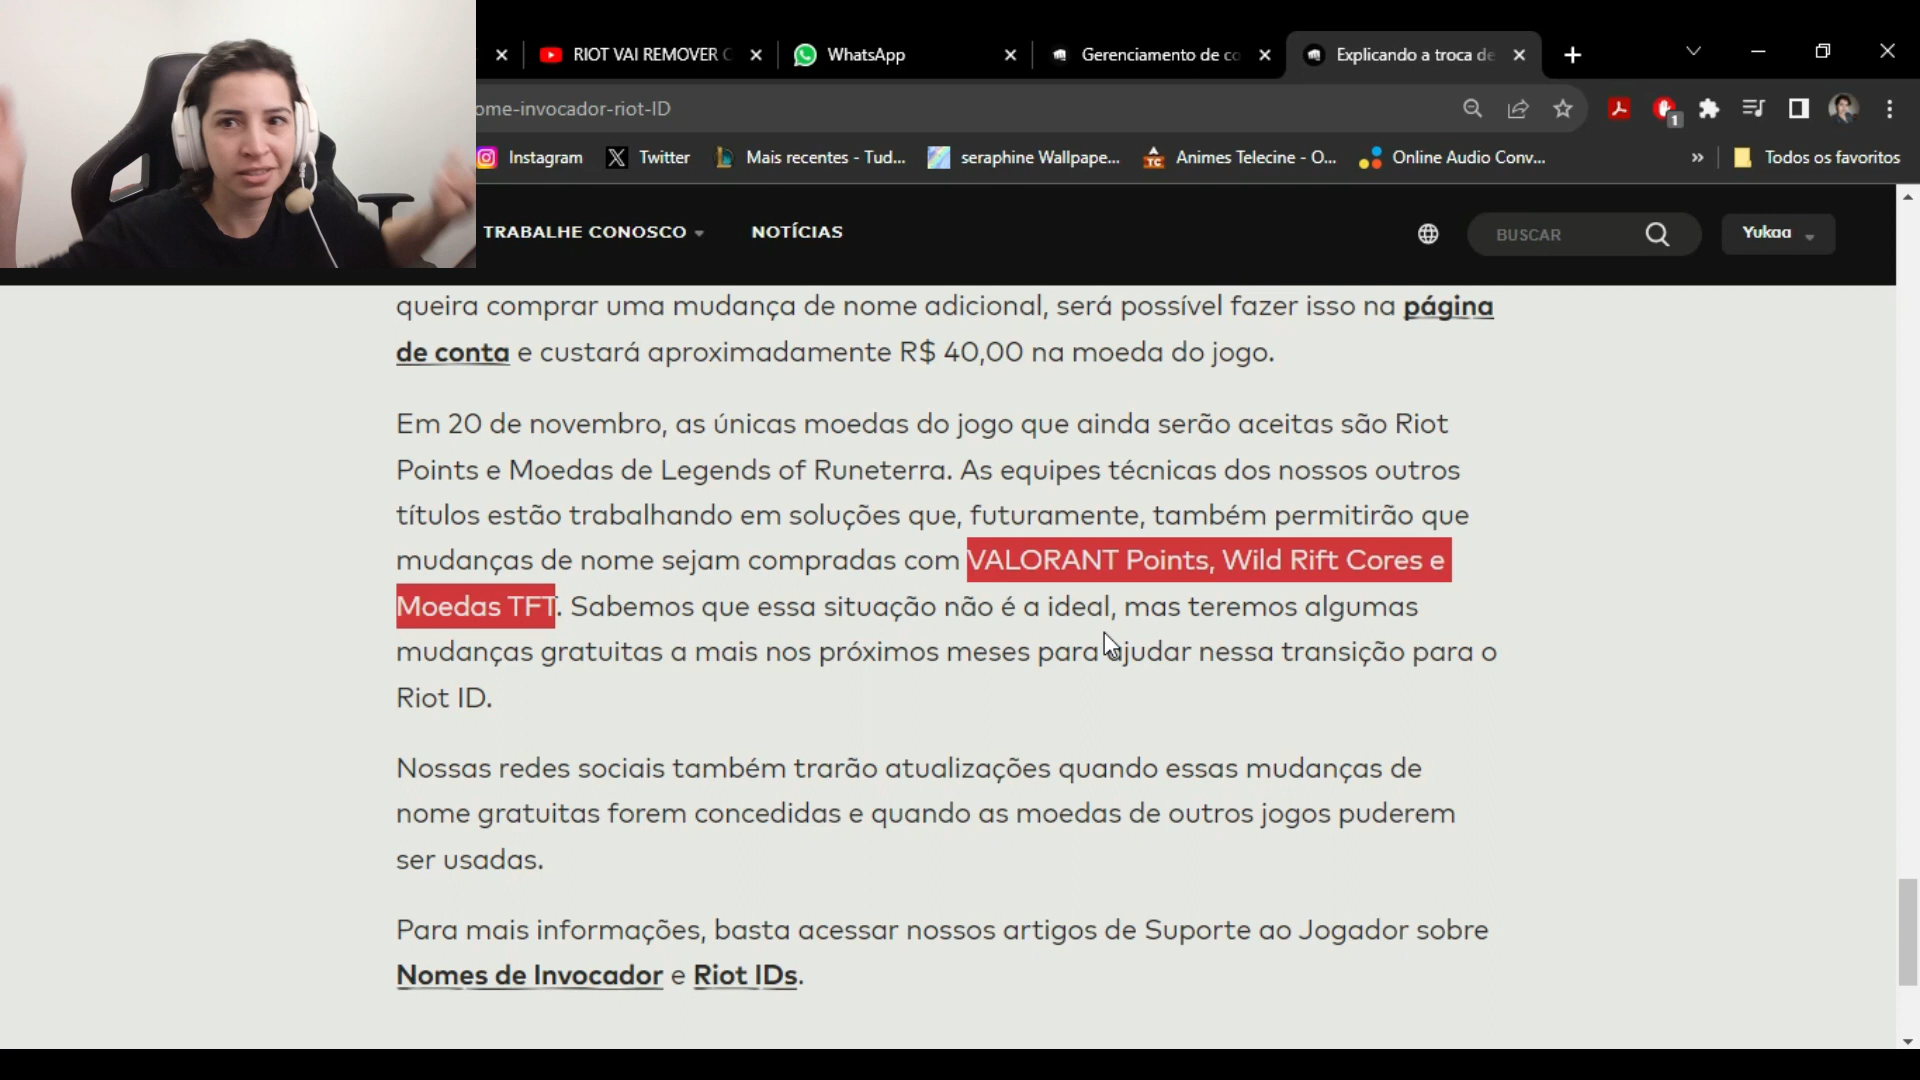 RIOT VAI REMOVER
WhatsApp
Gerenciamento de co
Explicando a troca de
ome-invocador-riot-ID
1
Instagram
Twitter
Mais recentes - Tud...
seraphine Wallpape...
TC
Animes Telecine - O...
Online Audio Conv...
»
Todos os favoritos
TRABALHE CONOSCO
NOTÍCIAS
BUSCAR
Yukaa
queira comprar uma mudança de nome adicional, será possível fazer isso na página
de conta e custará aproximadamente R$ 40,00 na moeda do jogo.
Em 20 de novembro, as únicas moedas do jogo que ainda serão aceitas são Riot
Points e Moedas de Legends of Runeterra. As equipes técnicas dos nossos outros
títulos estão trabalhando em soluções que, futuramente, também permitirão que
mudanças de nome sejam compradas com VALORANT Points, Wild Rift Cores e
Moedas TFT. Sabemos que essa situação não é a ideal, mas teremos algumas
mudanças gratuitas a mais nos próximos meses para ajudar nessa transição para o
Riot ID.
Nossas redes sociais também trarão atualizações quando essas mudanças de
nome gratuitas forem concedidas e quando as moedas de outros jogos puderem
ser usadas.
Para mais informações, basta acessar nossos artigos de Suporte ao Jogador sobre
Nomes de Invocador e Riot IDs.